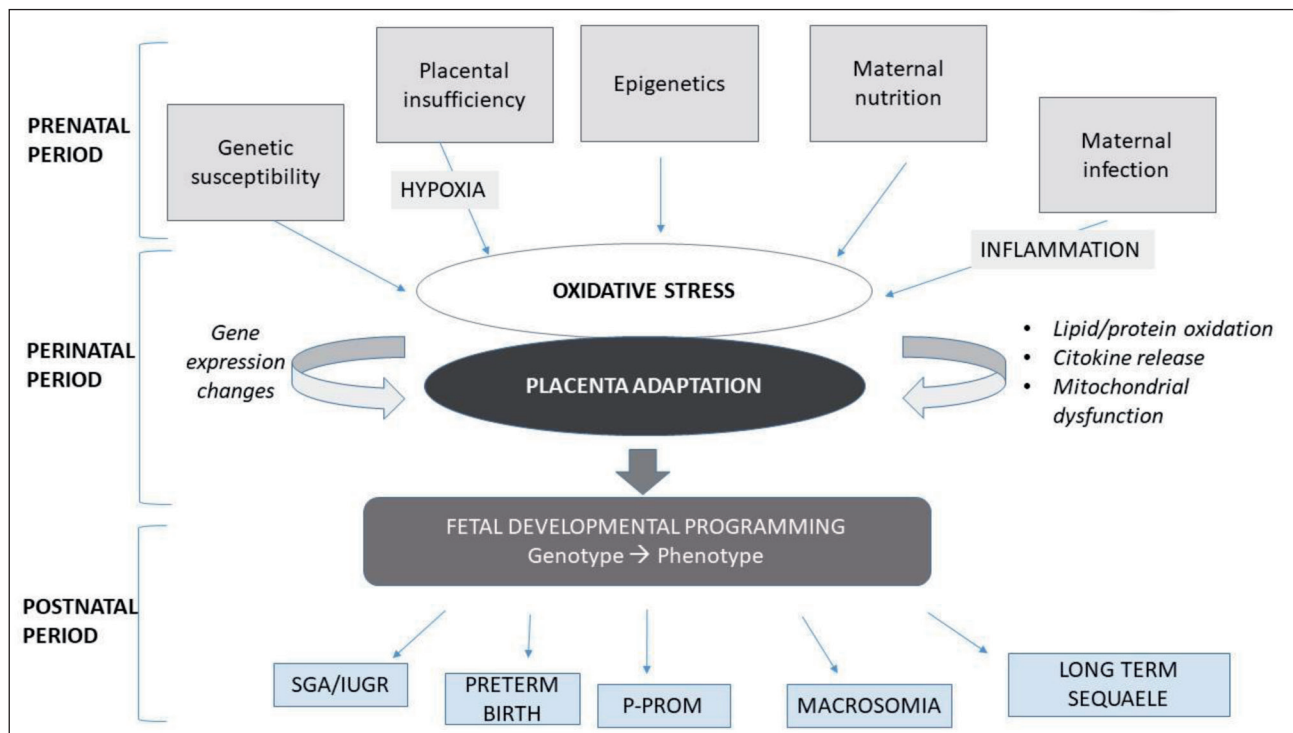 PRENATAL
PERIOD
Genetic
susceptibility
Placental
insufficiency
Epigenetics
Maternal
nutrition
Maternal
infection
HYPOXIA
INFLAMMATION
PERINATAL
PERIOD
OXIDATIVE STRESS
Gene
expression
changes
PLACENTA ADAPTATION
• Lipid/protein oxidation
• Citokine release
• Mitochondrial
dysfunction
POSTNATAL
PERIOD
FETAL DEVELOPMENTAL PROGRAMMING
Genotype → Phenotype
SGA/IUGR
PRETERM
BIRTH
P-PROM
MACROSOMIA
LONG TERM
SEQUAELE